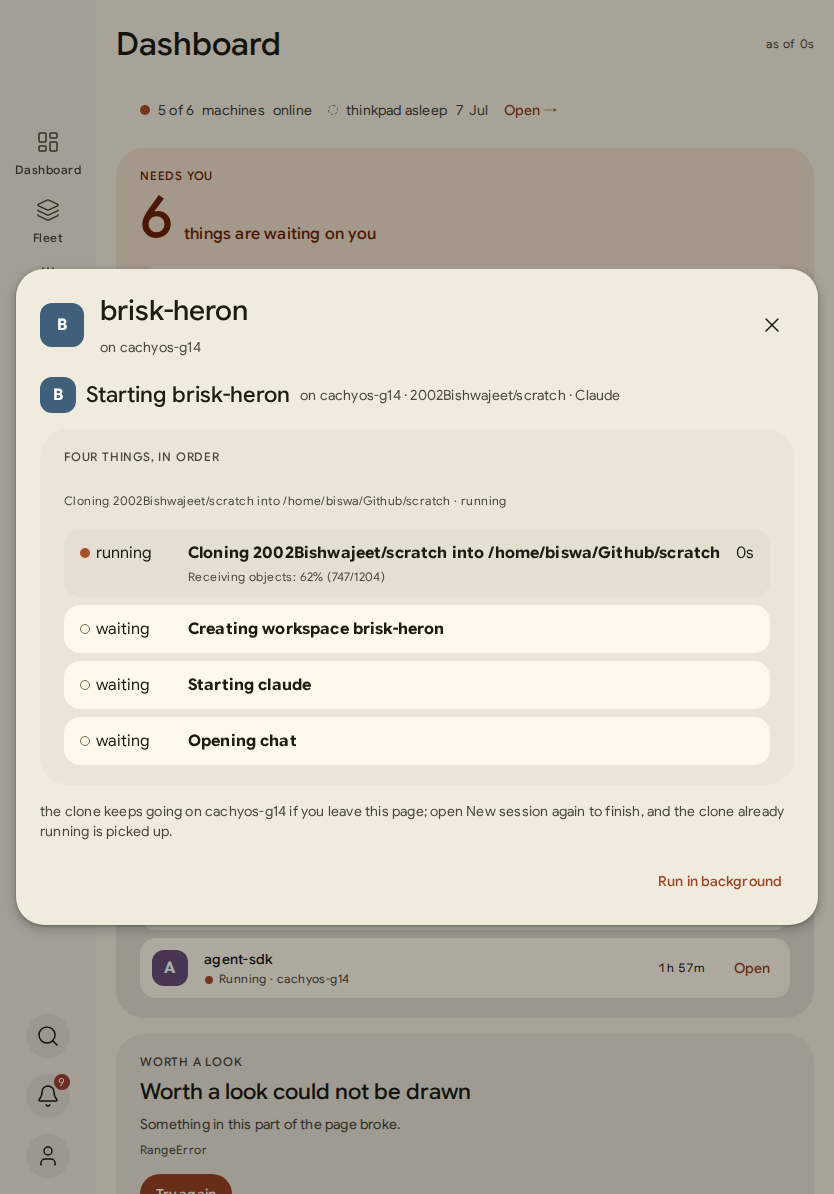 Dashboard
as of 0s
5 of 6 machines online
thinkpad asleep 7 Jul
Open →
Dashboard
Fleet
NEEDS YOU
6 things are waiting on you
B
brisk-heron
on cachyos-g14
B
Starting brisk-heron
on cachyos-g14 · 2002Bishwajeet/scratch · Claude
FOUR THINGS, IN ORDER
Cloning 2002Bishwajeet/scratch into /home/biswa/Github/scratch · running
running
Cloning 2002Bishwajeet/scratch into /home/biswa/Github/scratch
0s
Receiving objects: 62% (747/1204)
waiting
Creating workspace brisk-heron
waiting
Starting claude
waiting
Opening chat
the clone keeps going on cachyos-g14 if you leave this page; open New session again to finish, and the clone already
running is picked up.
Run in background
A
agent-sdk
Running · cachyos-g14
1h 57m
Open
9
WORTH A LOOK
Worth a look could not be drawn
Something in this part of the page broke.
RangeError
Try again